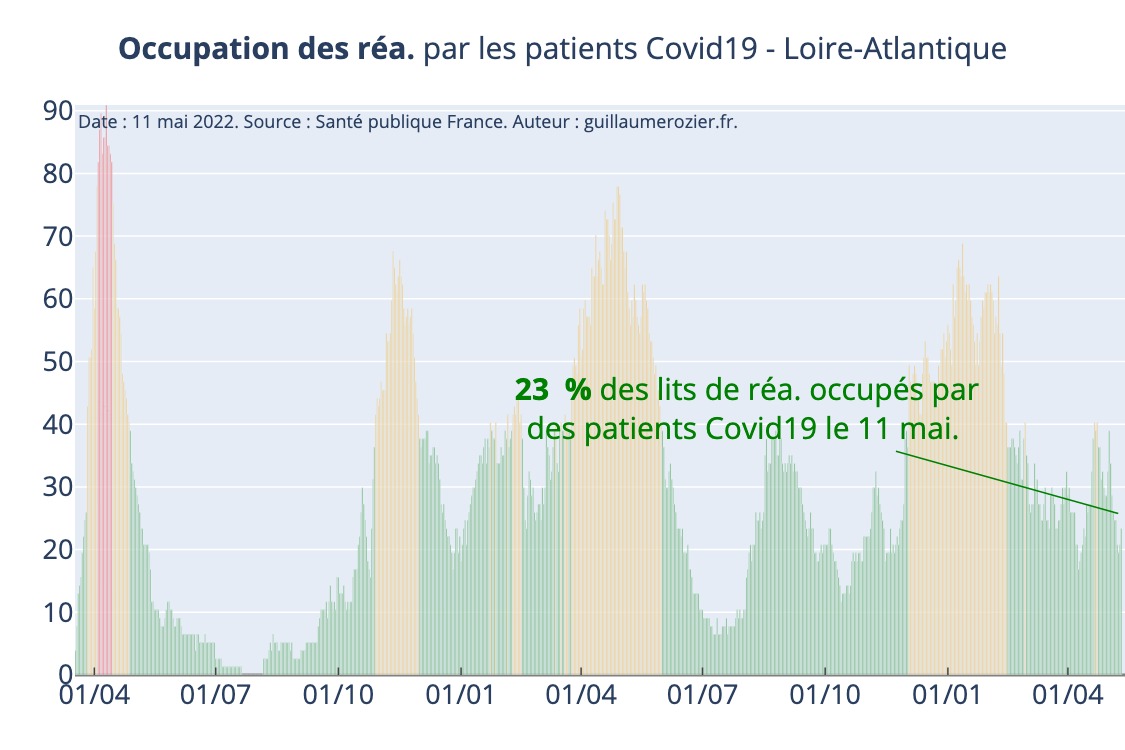 Occupation des réa. par les patients Covid19 - Loire-Atlantique
90
Date : 11 mai 2022. Source : Santé publique France. Auteur : guillaumerozier.fr.
80
70
60
50
23 % des lits de réa. occupés par
des patients Covid19 le 11 mai.
40
30
20
10
0
01/04 01/07 01/10 01/01 01/04 01/07 01/10 01/01 01/04